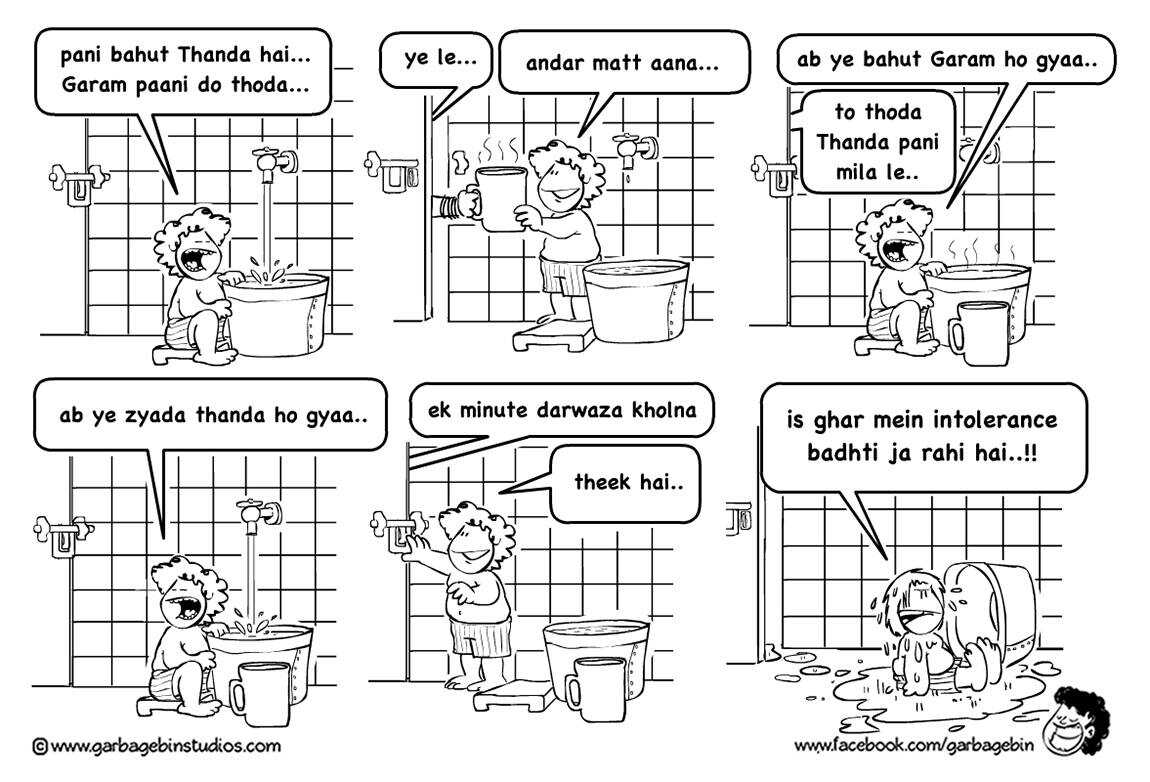 pani bahut Thanda hai...
Garam paani do thoda...
ye le...
andar matt aana...
ab ye bahut Garam ho gyaa..
to thoda
Thanda pani
mila le..
ab ye zyada thanda ho gyaa..
ek minute darwaza kholna
theek hai..
is ghar mein intolerance
badhti ja rahi hai..!!
©www.garbagebinstudios.com
www.facebook.com/garbagebin